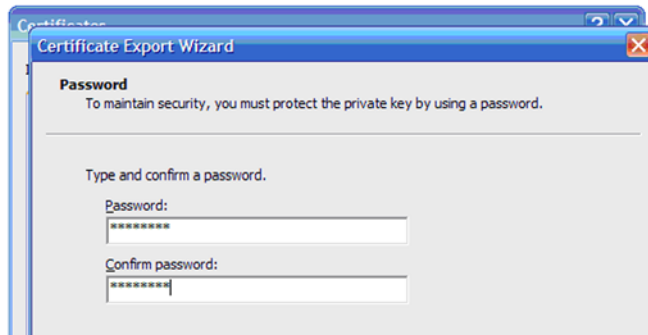 Certificates
Certificate Export Wizard
Password
To maintain security, you must protect the private key by using a password.
Type and confirm a password.
Password:
********
Confirm password:
********